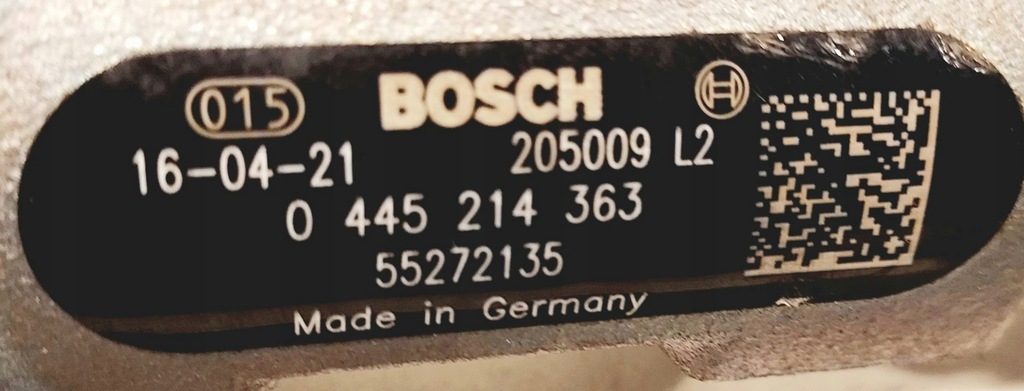 015 BOSCH
16-04-21 205009 L2
0 445 214 363
55272135
Made in Germany